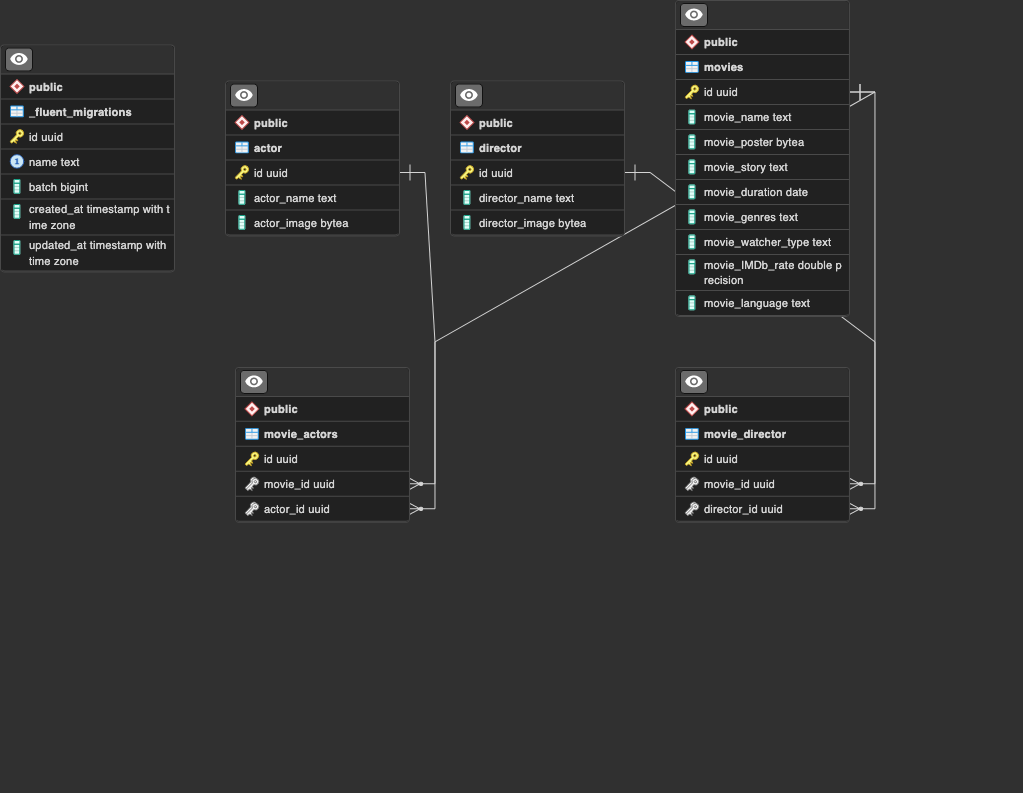 public
_fluent_migrations
id uuid
1
name text
batch bigint
created_at timestamp with t
ime zone
updated_at timestamp with
time zone
public
actor
id uuid
actor_name text
actor_image bytea
public
director
id uuid
director_name text
director_image bytea
public
movies
id uuid
movie_name text
movie_poster bytea
movie_story text
movie_duration date
movie_genres text
movie_watcher_type text
movie_IMDb_rate double p
recision
movie_language text
public
movie_actors
id uuid
movie_id uuid
actor_id uuid
public
movie_director
id uuid
movie_id uuid
director_id uuid